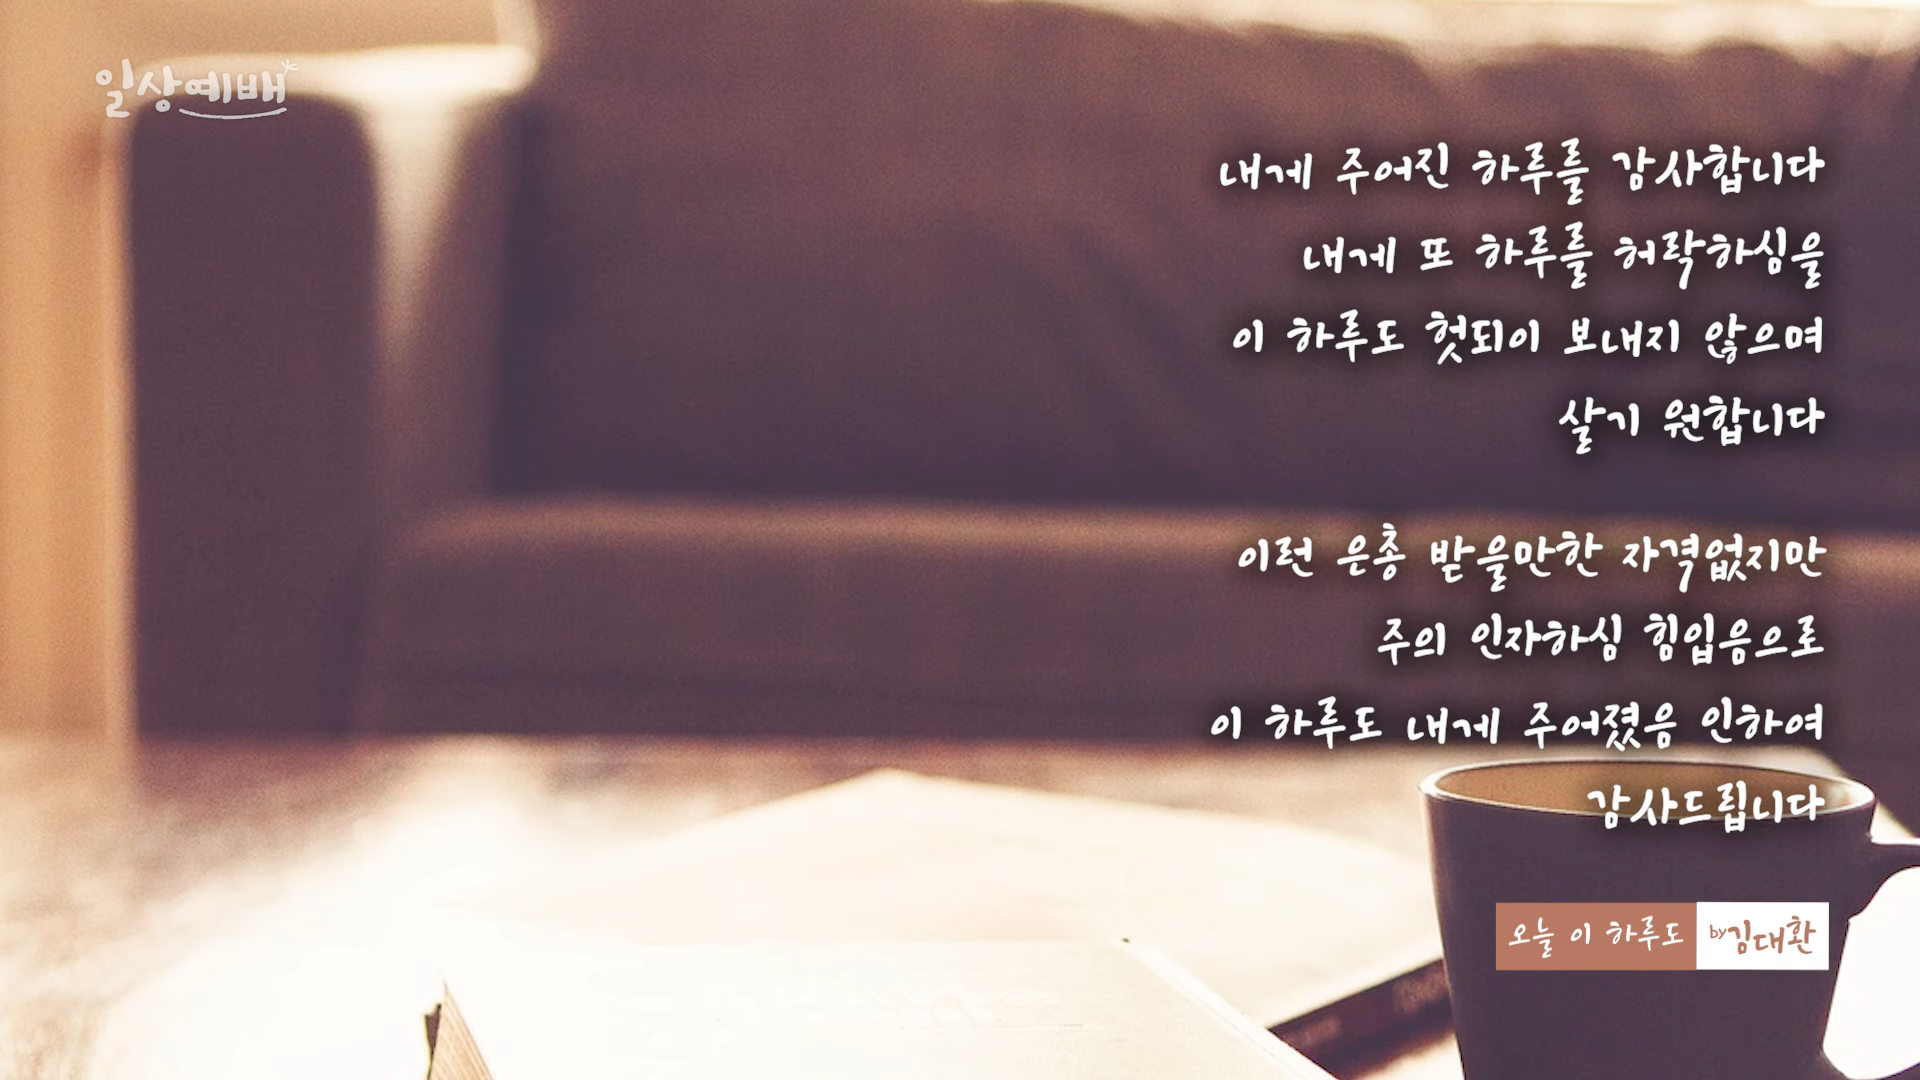 일상예배
내게 주어진 하루를 감사합니다
내게 또 하루를 허락하심을
이 하루도 헛되이 보내지 않으며
살기 원합니다
이런 은총 받을만한 자격없지만
주의 인자하심 힘입음으로
이 하루도 내게 주어졌음 인하여
감사드립니다
오늘 이 하루도 by김대환